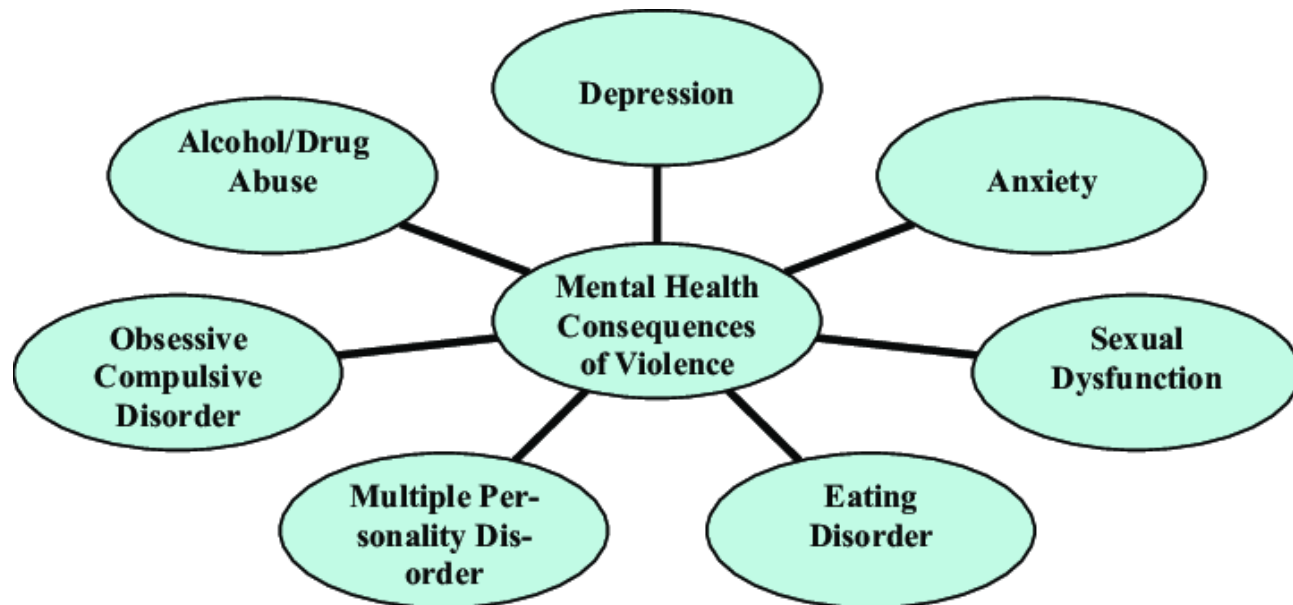 Depression
Alcohol/Drug
Abuse
Anxiety
Mental Health
Consequences
of Violence
Obsessive
Compulsive
Disorder
Sexual
Dysfunction
Multiple Per-
sonality Dis-
order
Eating
Disorder